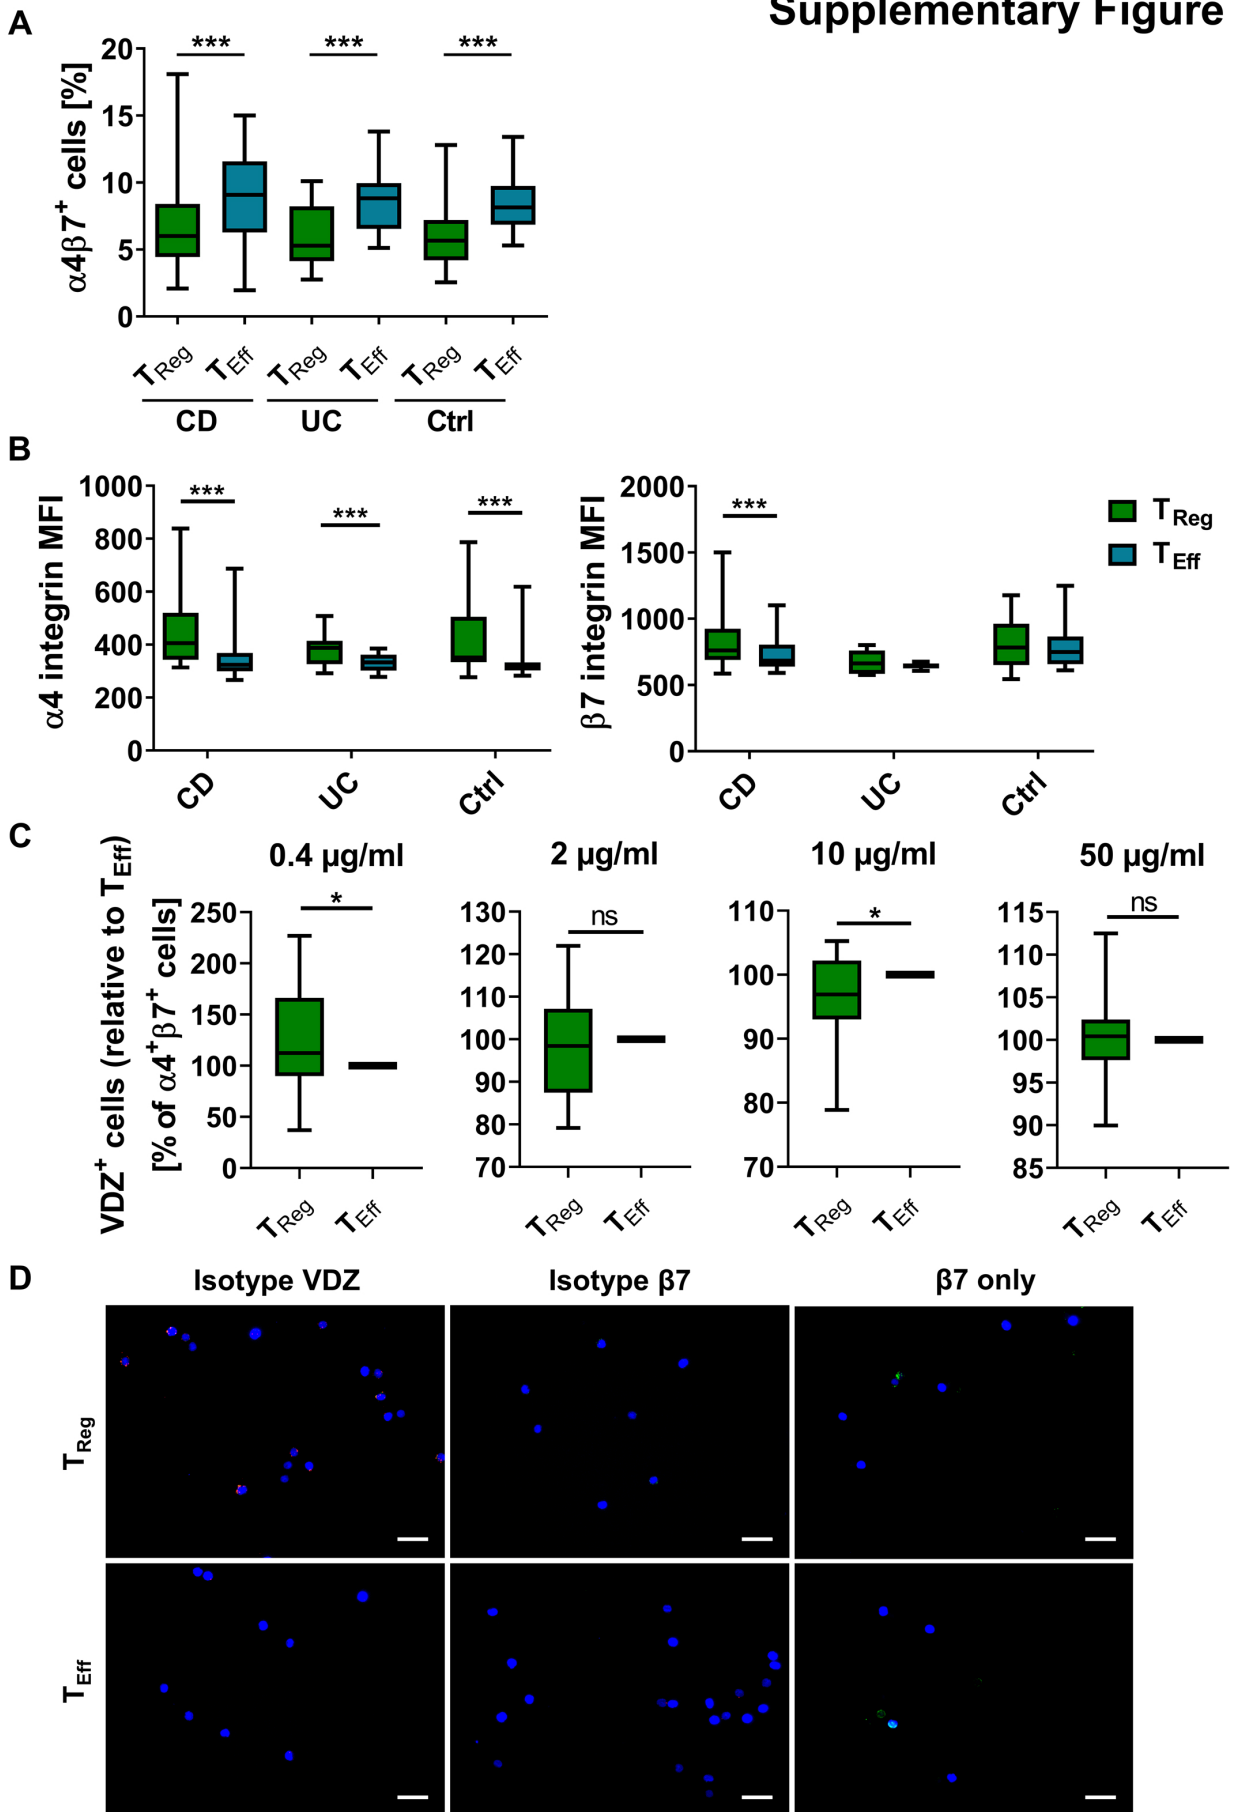 Supplementary Figure
A
α4β7+ cells [%]
20
15
10
5
0
***
***
***
TReg
TEff
TReg
TEff
TReg
TEff
CD
UC
Ctrl
B
α4 integrin MFI
1000
800
600
400
200
0
***
***
***
CD
UC
Ctrl
β7 integrin MFI
2000
1500
1000
500
0
***
CD
UC
Ctrl
TReg
TEff
C
VDZ+ cells (relative to TEff)
[% of α4+β7+ cells]
0.4 µg/ml
250
200
150
100
50
0
*
TReg
TEff
2 µg/ml
130
120
110
100
90
80
70
ns
TReg
TEff
10 µg/ml
110
100
90
80
70
*
TReg
TEff
50 µg/ml
115
110
105
100
95
90
85
ns
TReg
TEff
D
Isotype VDZ
Isotype β7
β7 only
TReg
TEff